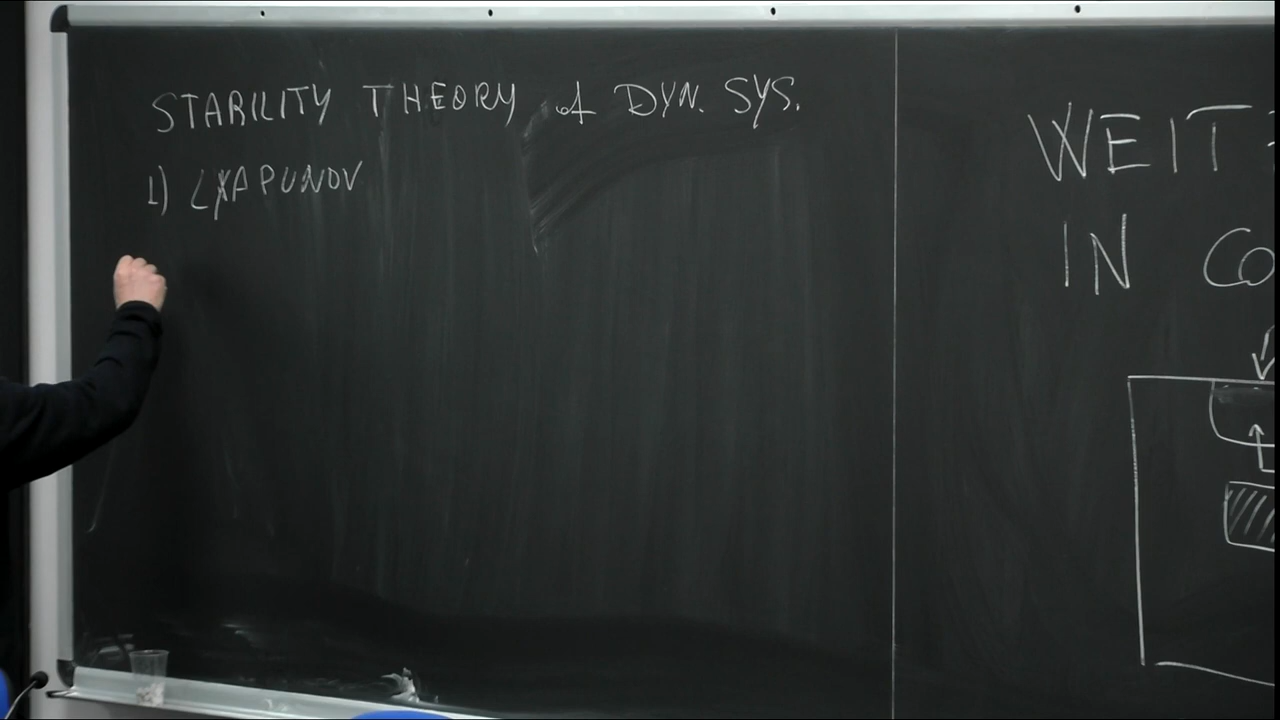 STABILITY THEORY of DYN. SYS.
1) LYAPUNOV
WEIT
IN CO